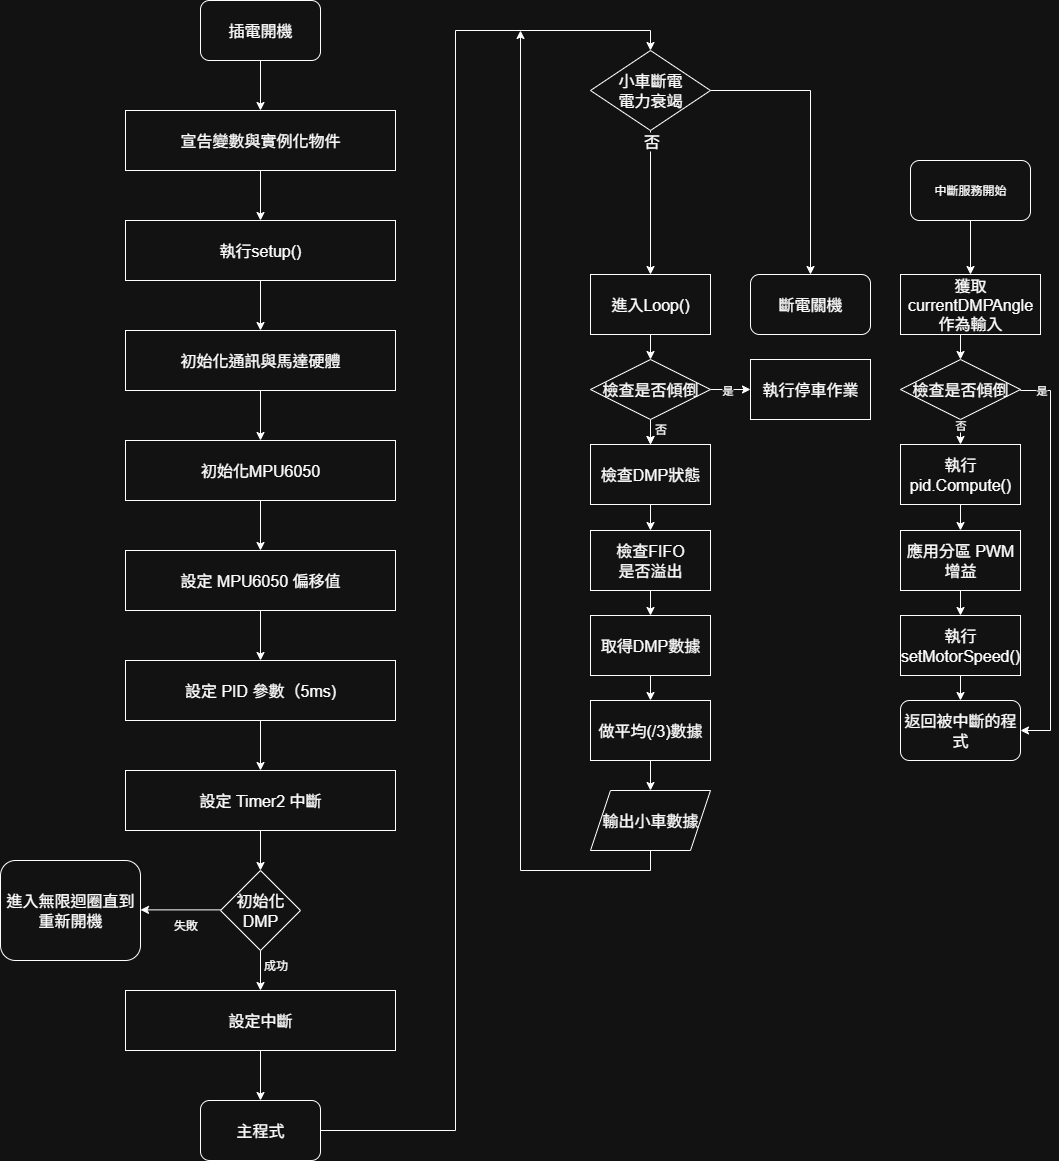 插電開機
宣告變數與實例化物件
執行setup()
初始化通訊與馬達硬體
初始化MPU6050
設定 MPU6050 偏移值
設定 PID 參數（5ms)
設定 Timer2 中斷
初始化
DMP
失敗
進入無限迴圈直到
重新開機
成功
設定中斷
主程式
小車斷電
電力衰竭
否
斷電關機
進入Loop()
檢查是否傾倒
是
執行停車作業
否
檢查DMP狀態
檢查FIFO
是否溢出
取得DMP數據
做平均(/3)數據
輸出小車數據
中斷服務開始
獲取
currentDMPAngle
作為輸入
檢查是否傾倒
是
否
執行
pid.Compute()
應用分區 PWM
增益
執行
setMotorSpeed()
返回被中斷的程
式